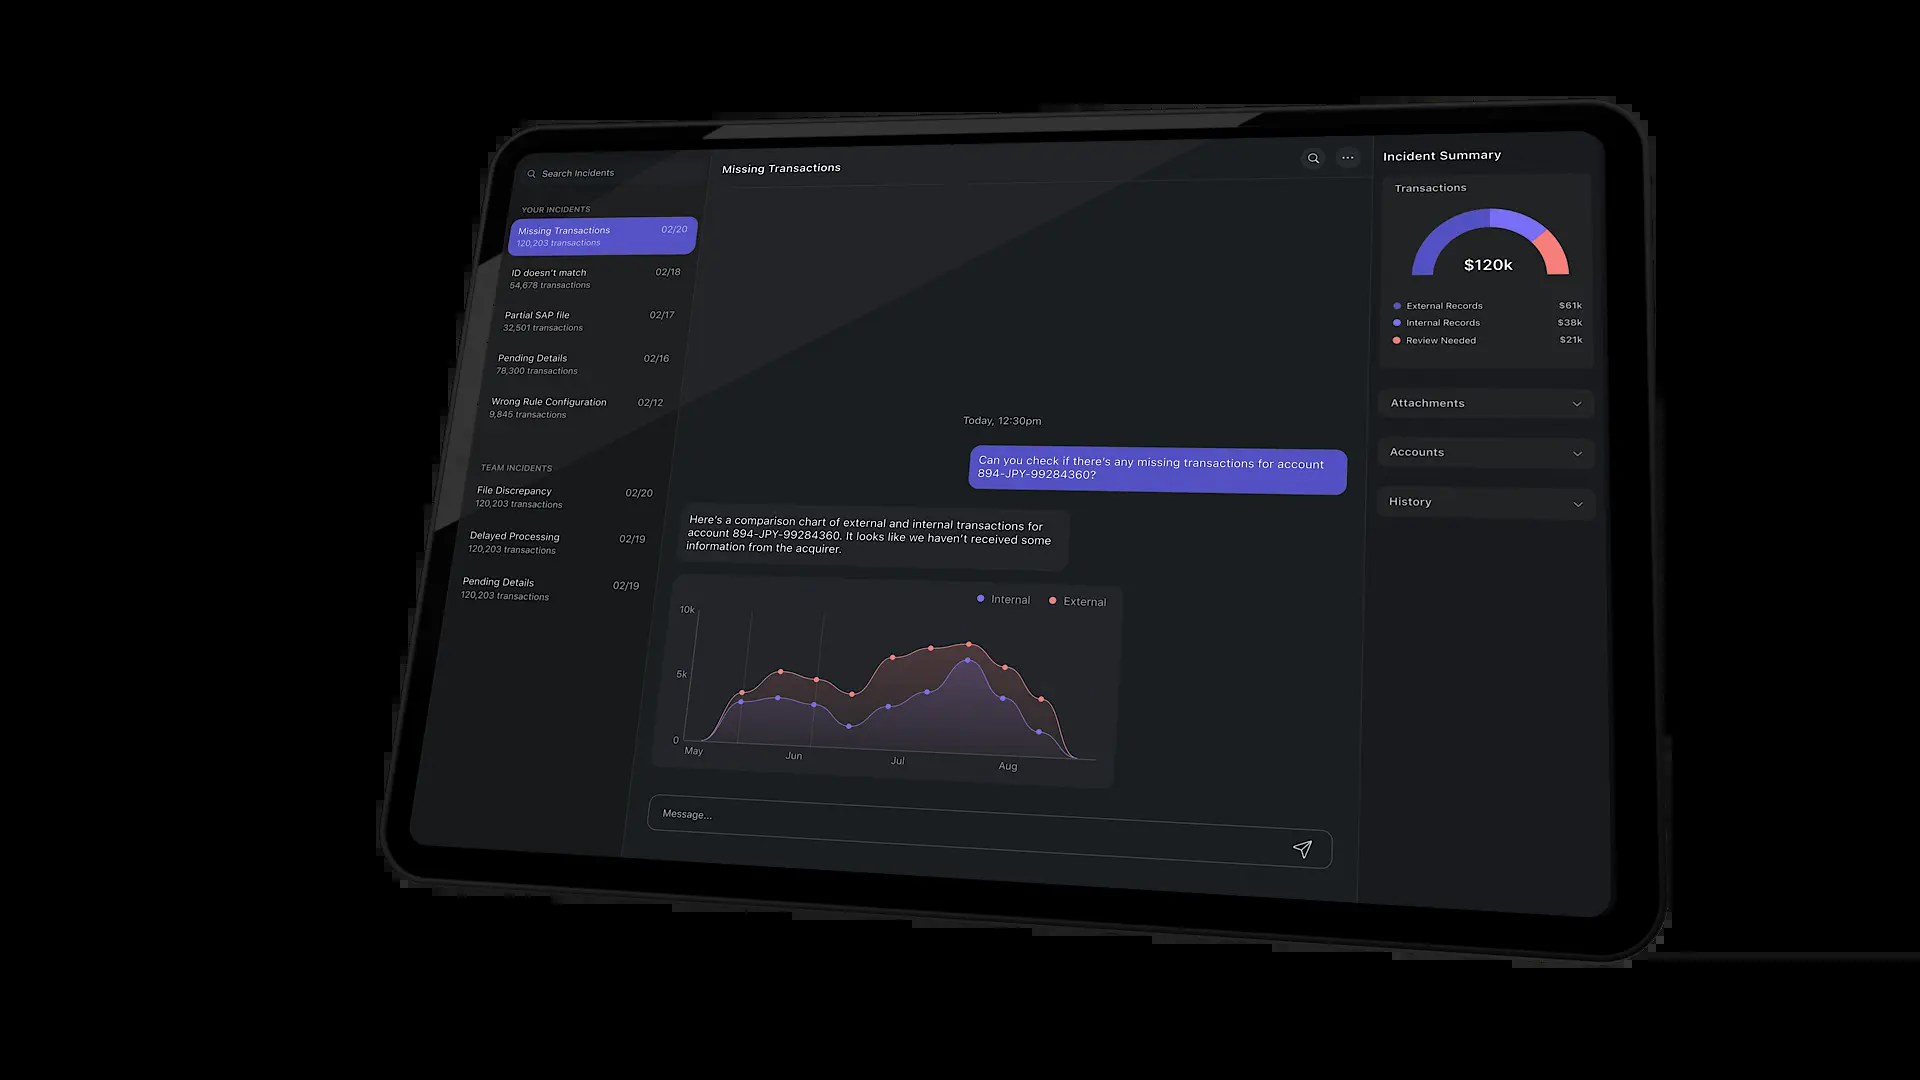 Search Incidents
YOUR INCIDENTS
Missing Transactions 02/20
120,203 transactions
ID doesn't match 02/18
54,678 transactions
Partial SAP file 02/17
32,501 transactions
Pending Details 02/16
78,300 transactions
Wrong Rule Configuration 02/12
9,845 transactions
TEAM INCIDENTS
File Discrepancy 02/20
120,203 transactions
Delayed Processing 02/19
120,203 transactions
Pending Details 02/19
120,203 transactions
Missing Transactions
Today, 12:30pm
Can you check if there's any missing transactions for account
894-JPY-99284360?
Here's a comparison chart of external and internal transactions for
account 894-JPY-99284360. It looks like we haven't received some
information from the acquirer.
Internal External
10k
5k
0
May Jun Jul Aug
Message...
Incident Summary
Transactions
$120k
External Records $61k
Internal Records $38k
Review Needed $21k
Attachments
Accounts
History